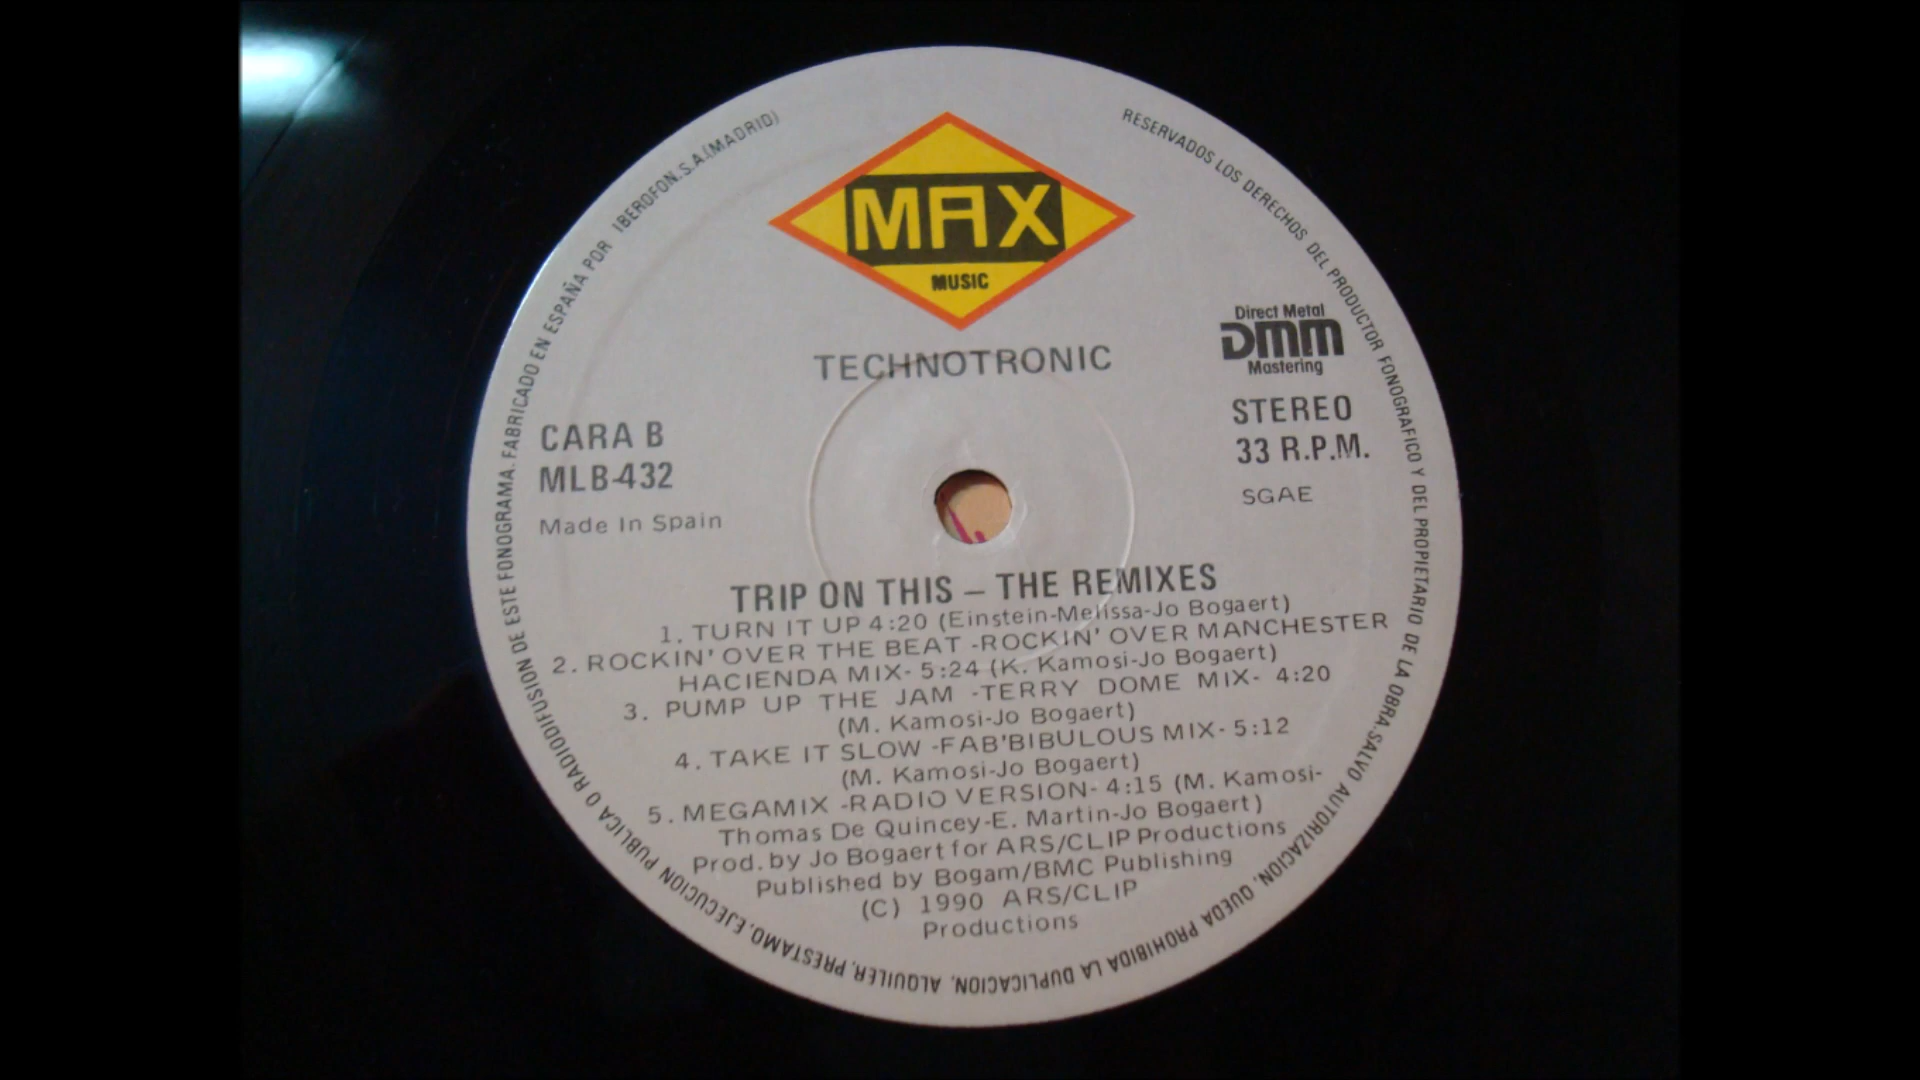 MAX
MUSIC
TECHNOTRONIC
Direct Metal
DMM
Mastering
STEREO
33 R.P.M.
SGAE
CARA B
MLB-432
Made In Spain
TRIP ON THIS – THE REMIXES
1. TURN IT UP 4:20 (Einstein-Melissa-Jo Bogaert)
2. ROCKIN' OVER THE BEAT -ROCKIN' OVER MANCHESTER
HACIENDA MIX- 5:24 (K. Kamosi-Jo Bogaert)
3. PUMP UP THE JAM -TERRY DOME MIX- 4:20
(M. Kamosi-Jo Bogaert)
4. TAKE IT SLOW -FAB'BIBULOUS MIX- 5:12
(M. Kamosi-Jo Bogaert)
5. MEGAMIX -RADIO VERSION- 4:15 (M. Kamosi-
Thomas De Quincey-E. Martin-Jo Bogaert)
Prod. by Jo Bogaert for ARS/CLIP Productions
Published by Bogam/BMC Publishing
(C) 1990 ARS/CLIP
Productions
RESERVADOS LOS DERECHOS DEL PRODUCTOR FONOGRAFICO Y DEL PROPIETARIO DE LA OBRA. SALVO AUTORIZACION, QUEDA PROHIBIDA LA DUPLICACION, ALQUILER, PRESTAMO, EJECUCION PUBLICA O RADIODIFUSION DE ESTE FONOGRAMA. FABRICADO EN ESPAÑA POR IBEROFON. S.A. (MADRID)